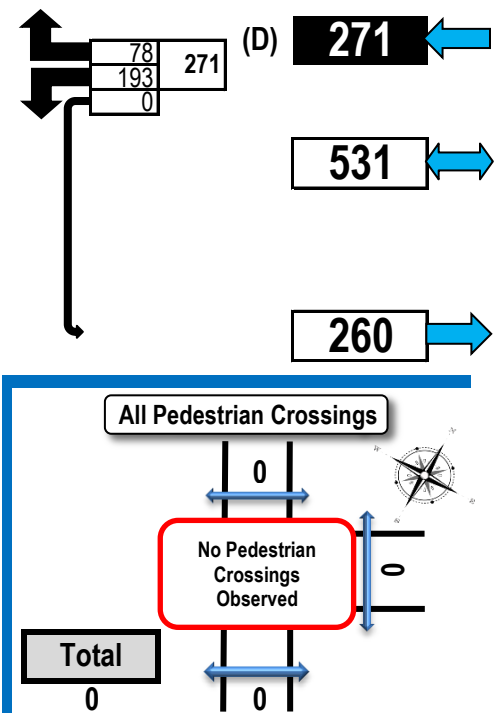 78
193
0
271
(D)
271
531
260
All Pedestrian Crossings
0
N
W
E
S
No Pedestrian
Crossings
Observed
0
Total
0
0